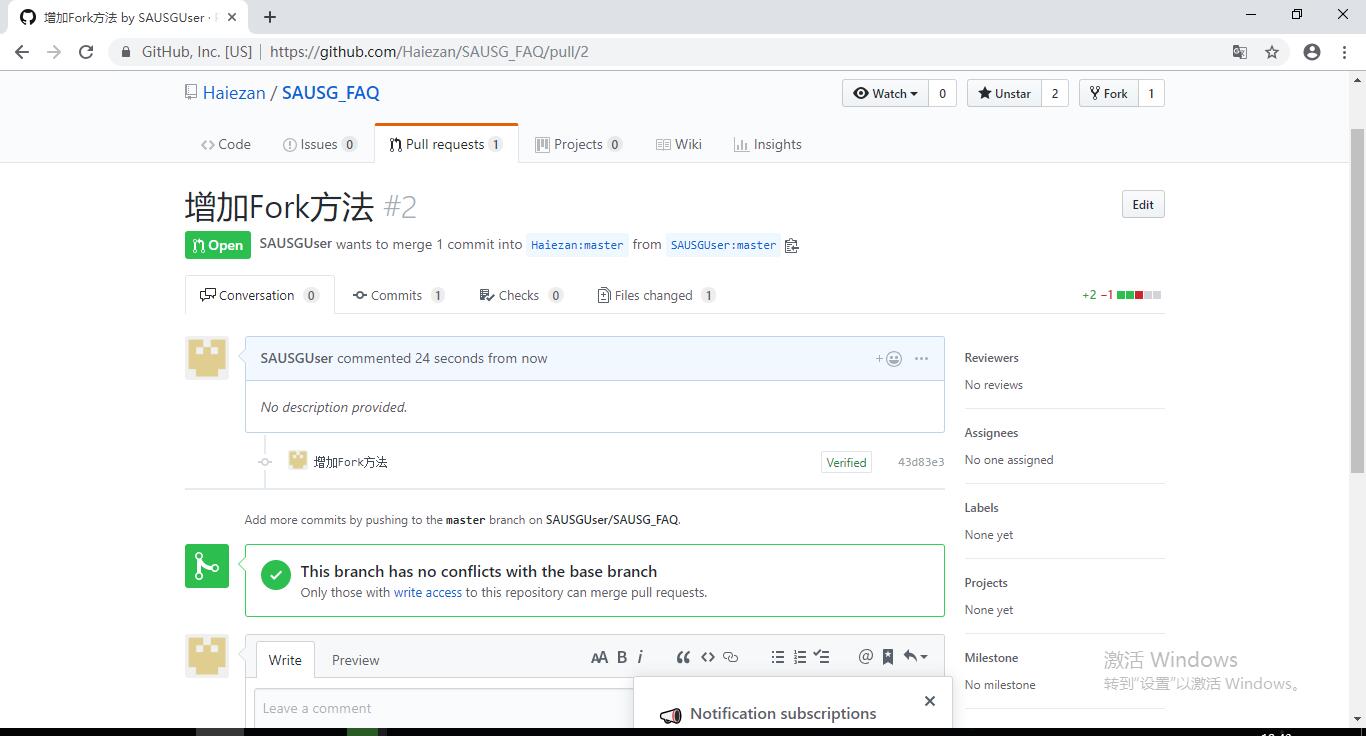 增加Fork方法 by SAUSGUser ·
GitHub, Inc. [US] | https://github.com/Haiezan/SAUSG_FAQ/pull/2
Haiezan / SAUSG_FAQ
Watch 0 Unstar 2 Fork 1
Code Issues 0 Pull requests 1 Projects 0 Wiki Insights
增加Fork方法 #2
Edit
Open SAUSGUser wants to merge 1 commit into Haiezan:master from SAUSGUser:master
Conversation 0 Commits 1 Checks 0 Files changed 1 +2 −1
SAUSGUser commented 24 seconds from now
No description provided.
增加Fork方法 Verified 43d83e3
Add more commits by pushing to the master branch on SAUSGUser/SAUSG_FAQ.
This branch has no conflicts with the base branch
Only those with write access to this repository can merge pull requests.
Write Preview
Leave a comment
Notification subscriptions
Reviewers
No reviews
Assignees
No one assigned
Labels
None yet
Projects
None yet
Milestone
No milestone
激活 Windows
转到“设置”以激活 Windows。